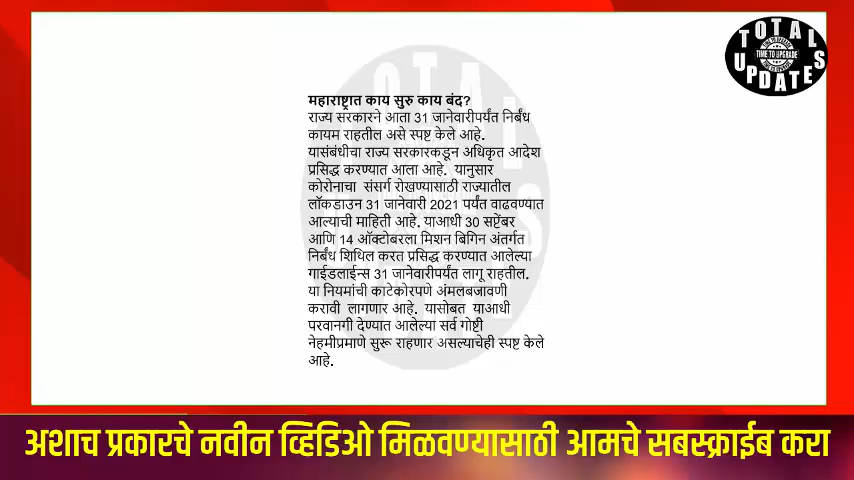 TOTAL
TIME TO UPGRADE
UPDATES
महाराष्ट्रात काय सुरु काय बंद?
राज्य सरकारने आता 31 जानेवारीपर्यंत निर्बंध
कायम राहतील असे स्पष्ट केले आहे.
यासंबंधीचा राज्य सरकारकडून अधिकृत आदेश
प्रसिद्ध करण्यात आला आहे. यानुसार
कोरोनाचा संसर्ग रोखण्यासाठी राज्यातील
लॉकडाउन 31 जानेवारी 2021 पर्यंत वाढवण्यात
आल्याची माहिती आहे. याआधी 30 सप्टेंबर
आणि 14 ऑक्टोबरला मिशन बिगिन अंतर्गत
निर्बंध शिथिल करत प्रसिद्ध करण्यात आलेल्या
गाईडलाईन्स 31 जानेवारीपर्यंत लागू राहतील.
या नियमांची काटेकोरपणे अंमलबजावणी
करावी लागणार आहे. यासोबत याआधी
परवानगी देण्यात आलेल्या सर्व गोष्टी
नेहमीप्रमाणे सुरू राहणार असल्याचेही स्पष्ट केले
आहे.
अशाच प्रकारचे नवीन व्हिडिओ मिळवण्यासाठी आमचे सबस्क्राईब करा